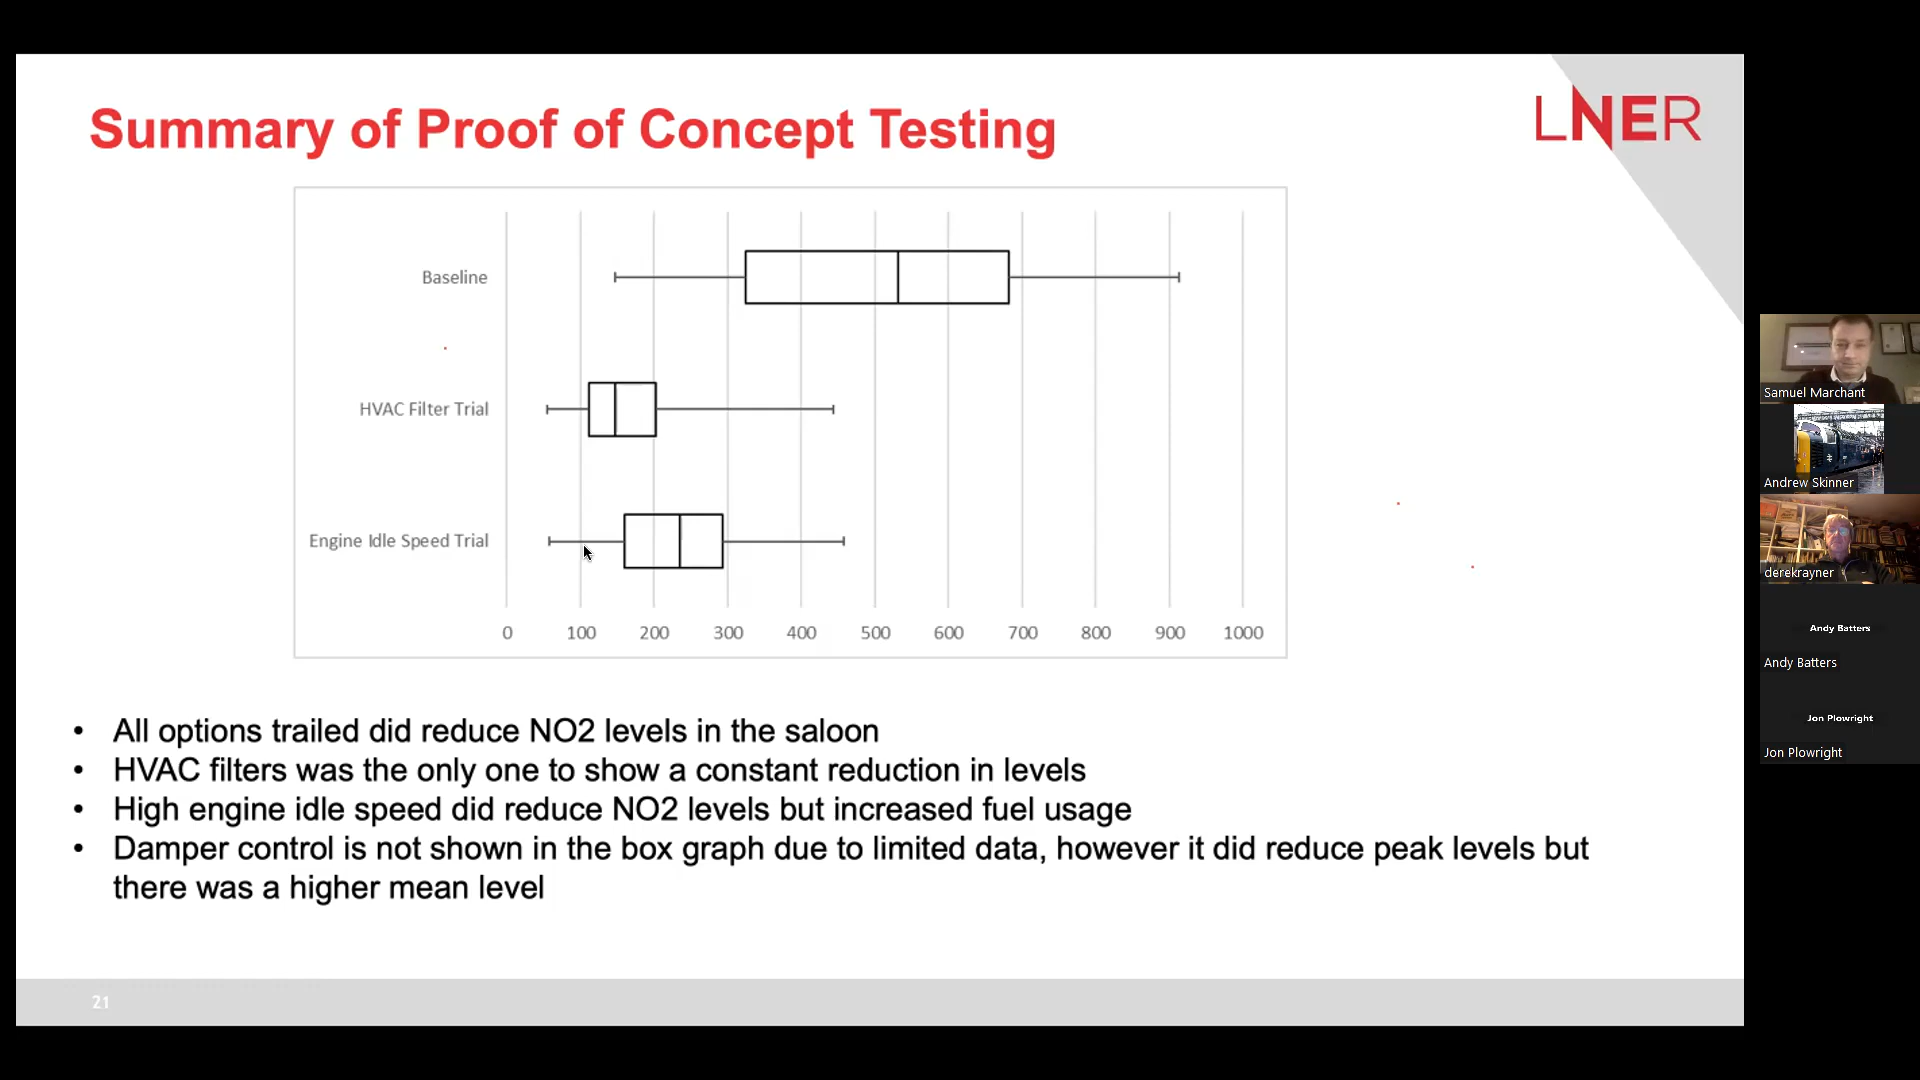 Summary of Proof of Concept Testing
LNER
Baseline
HVAC Filter Trial
Engine Idle Speed Trial
0 100 200 300 400 500 600 700 800 900 1000
• All options trailed did reduce NO2 levels in the saloon
• HVAC filters was the only one to show a constant reduction in levels
• High engine idle speed did reduce NO2 levels but increased fuel usage
• Damper control is not shown in the box graph due to limited data, however it did reduce peak levels but
there was a higher mean level
21
Samuel Marchant
Andrew Skinner
derekrayner
Andy Batters
Andy Batters
Jon Plowright
Jon Plowright